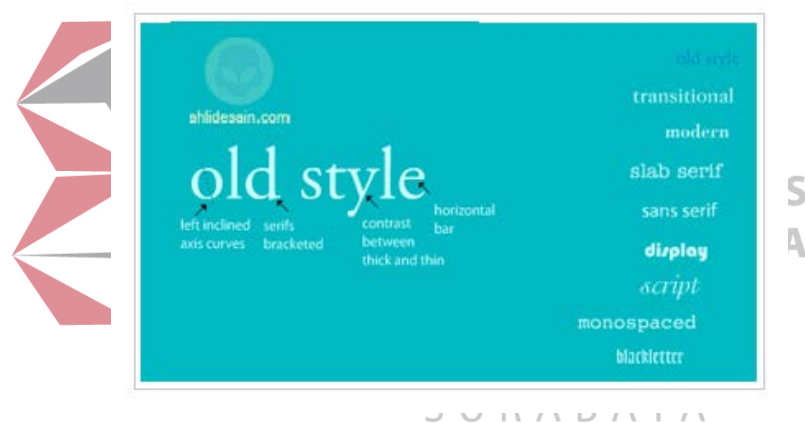 ahlidesain.com
old style
left inclined
axis curves
serifs
bracketed
contrast
between
thick and thin
horizontal
bar
old style
transitional
modern
slab serif
sans serif
display
script
monospaced
blackletter
S
A
SURABAYA